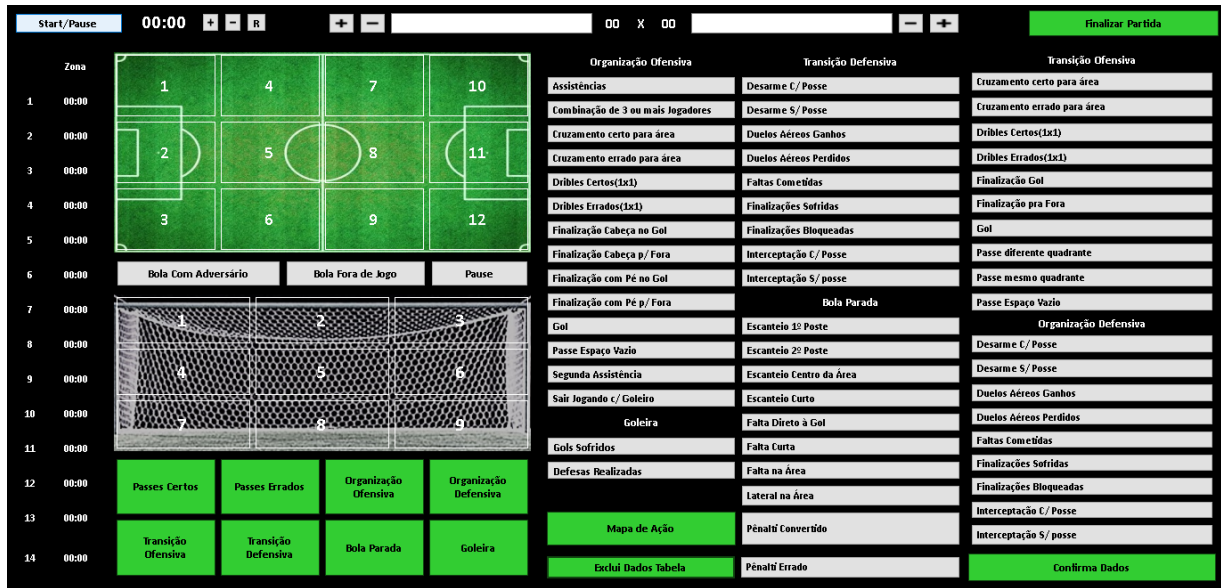 Start/Pause
00:00
+
-
R
+
-
00 X 00
-
+
Finalizar Partida
Zona
1 00:00
2 00:00
3 00:00
4 00:00
5 00:00
6 00:00
7 00:00
8 00:00
9 00:00
10 00:00
11 00:00
12 00:00
13 00:00
14 00:00
1 4 7 10
2 5 8 11
3 6 9 12
Bola Com Adversário
Bola Fora de Jogo
Pause
1 2 3
4 5 6
7 8 9
Passes Certos
Passes Errados
Organização
Ofensiva
Organização
Defensiva
Transição
Ofensiva
Transição
Defensiva
Bola Parada
Goleira
Organização Ofensiva
Assistências
Combinação de 3 ou mais Jogadores
Cruzamento certo para área
Cruzamento errado para área
Dribles Certos(1x1)
Dribles Errados(1x1)
Finalização Cabeça no Gol
Finalização Cabeça p/ Fora
Finalização com Pé no Gol
Finalização com Pé p/ Fora
Gol
Passe Espaço Vazio
Segunda Assistência
Sair Jogando c/ Goleiro
Goleira
Gols Sofridos
Defesas Realizadas
Mapa de Ação
Exclui Dados Tabela
Transição Defensiva
Desarme C/ Posse
Desarme S/ Posse
Duelos Aéreos Ganhos
Duelos Aéreos Perdidos
Faltas Cometidas
Finalizações Sofridas
Finalizações Bloqueadas
Interceptação C/ posse
Interceptação S/ posse
Bola Parada
Escanteio 1º Poste
Escanteio 2º Poste
Escanteio Centro da Área
Escanteio Curto
Falta Direto à Gol
Falta Curta
Falta na Área
Lateral na Área
Pênalti Convertido
Pênalti Errado
Transição Ofensiva
Cruzamento certo para área
Cruzamento errado para área
Dribles Certos(1x1)
Dribles Errados(1x1)
Finalização Gol
Finalização pra Fora
Gol
Passe diferente quadrante
Passe mesmo quadrante
Passe Espaço Vazio
Organização Defensiva
Desarme C/ Posse
Desarme S/ Posse
Duelos Aéreos Ganhos
Duelos Aéreos Perdidos
Faltas Cometidas
Finalizações Sofridas
Finalizações Bloqueadas
Interceptação C/ Posse
Interceptação S/ posse
Confirma Dados